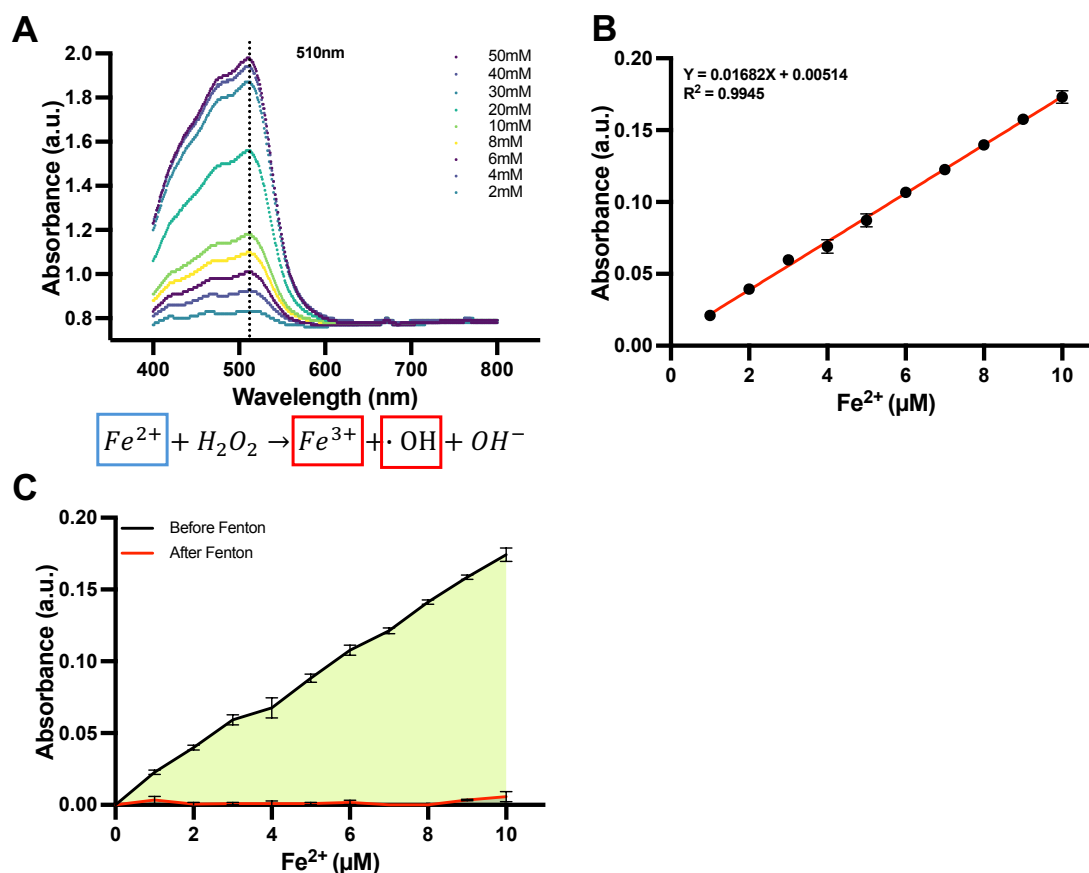 A
510nm
50mM
40mM
30mM
20mM
10mM
8mM
6mM
4mM
2mM
Absorbance (a.u.)
2.0
1.8
1.6
1.4
1.2
1.0
0.8
400 500 600 700 800
Wavelength (nm)
Fe²⁺ + H₂O₂ → Fe³⁺ + · OH + OH⁻
B
Y = 0.01682X + 0.00514
R² = 0.9945
Absorbance (a.u.)
0.20
0.15
0.10
0.05
0.00
0 2 4 6 8 10
Fe²⁺ (µM)
C
Before Fenton
After Fenton
Absorbance (a.u.)
0.20
0.15
0.10
0.05
0.00
0 2 4 6 8 10
Fe²⁺ (µM)